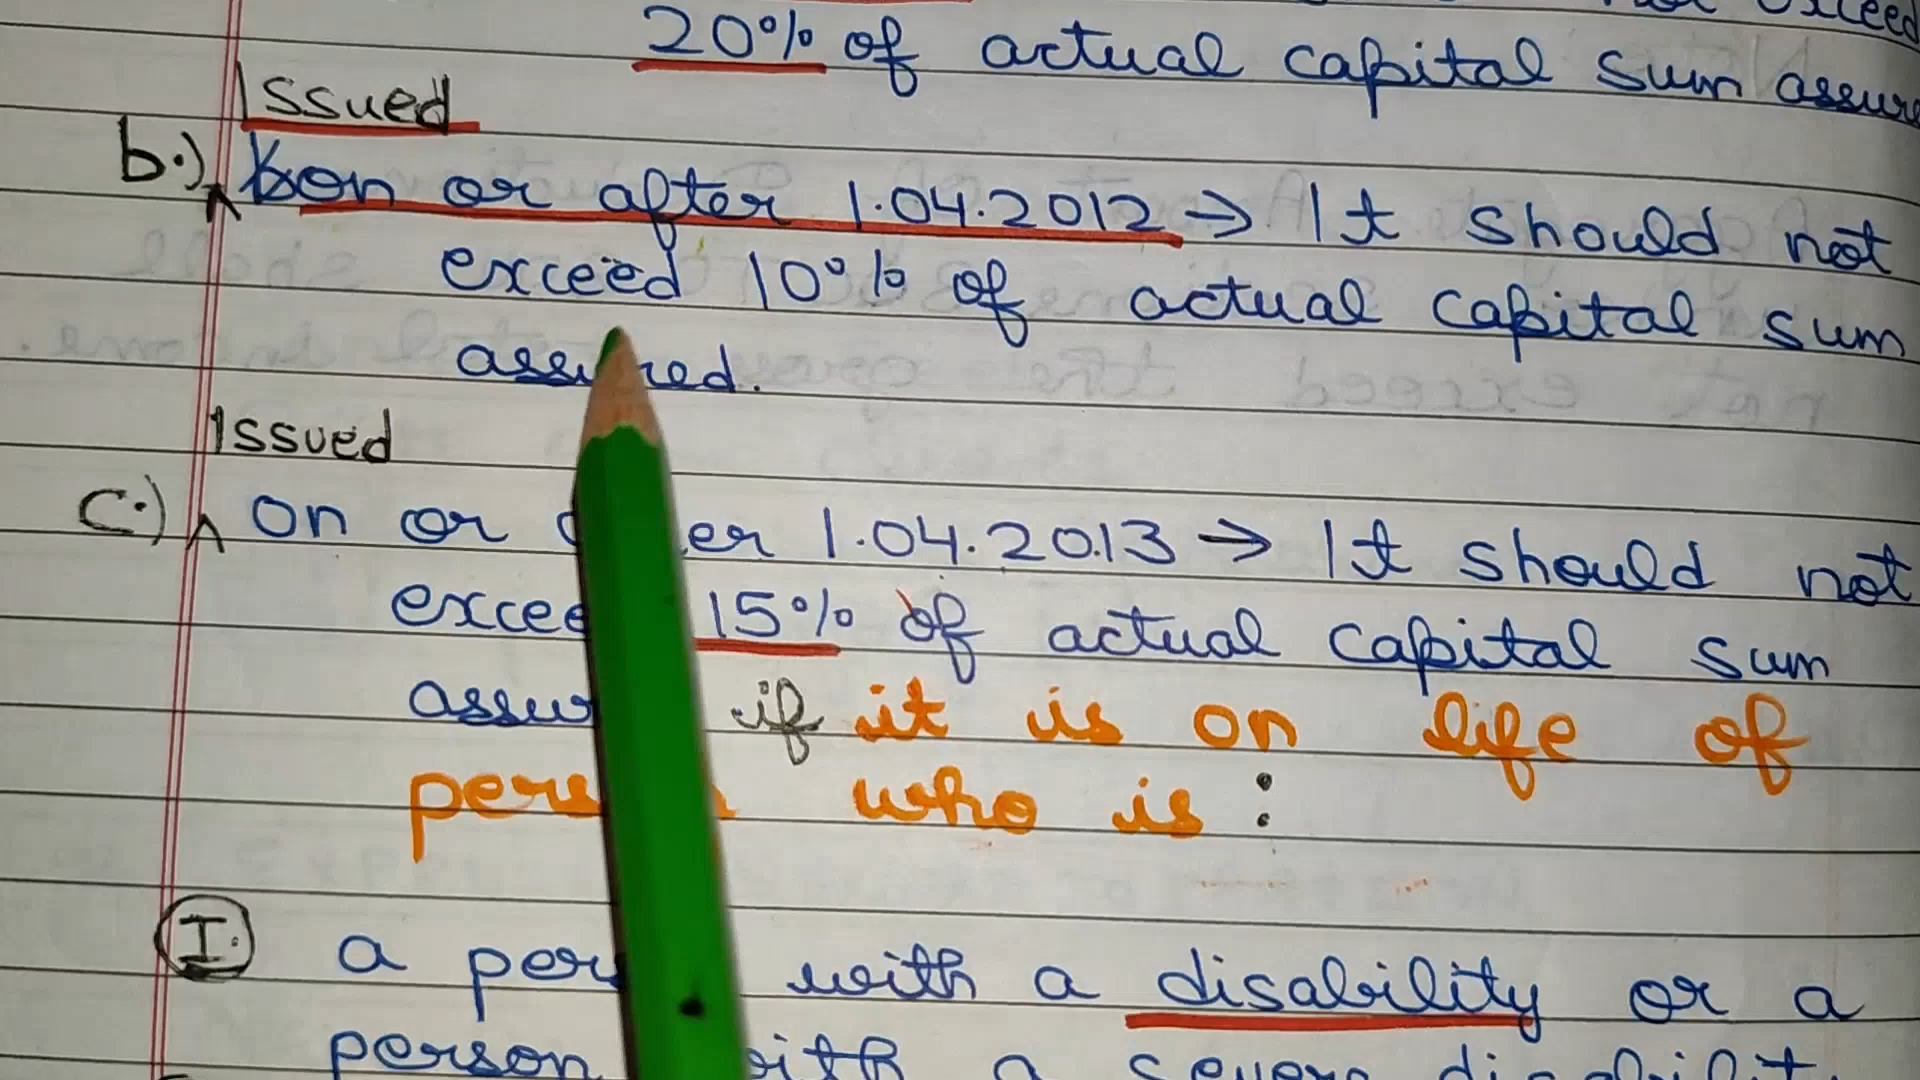 exceed
20% of actual capital sum assure
Issued
b.) on or after 1.04.2012 → It should not
exceed 10% of actual capital sum
assured.
Issued
c.) ^ on or 1.04.2013 → It should not
15% of actual capital sum
if it is on life of
who is :
I. a with a disability or a
person a